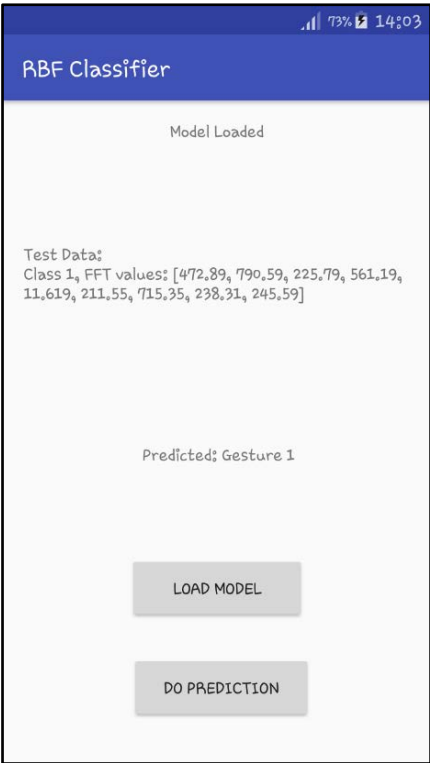 73% 14:03
RBF Classifier
Model Loaded
Test Data:
Class 1, FFT values: [472.89, 790.59, 225.79, 561.19,
11.619, 211.55, 715.35, 238.31, 245.59]
Predicted: Gesture 1
LOAD MODEL
DO PREDICTION